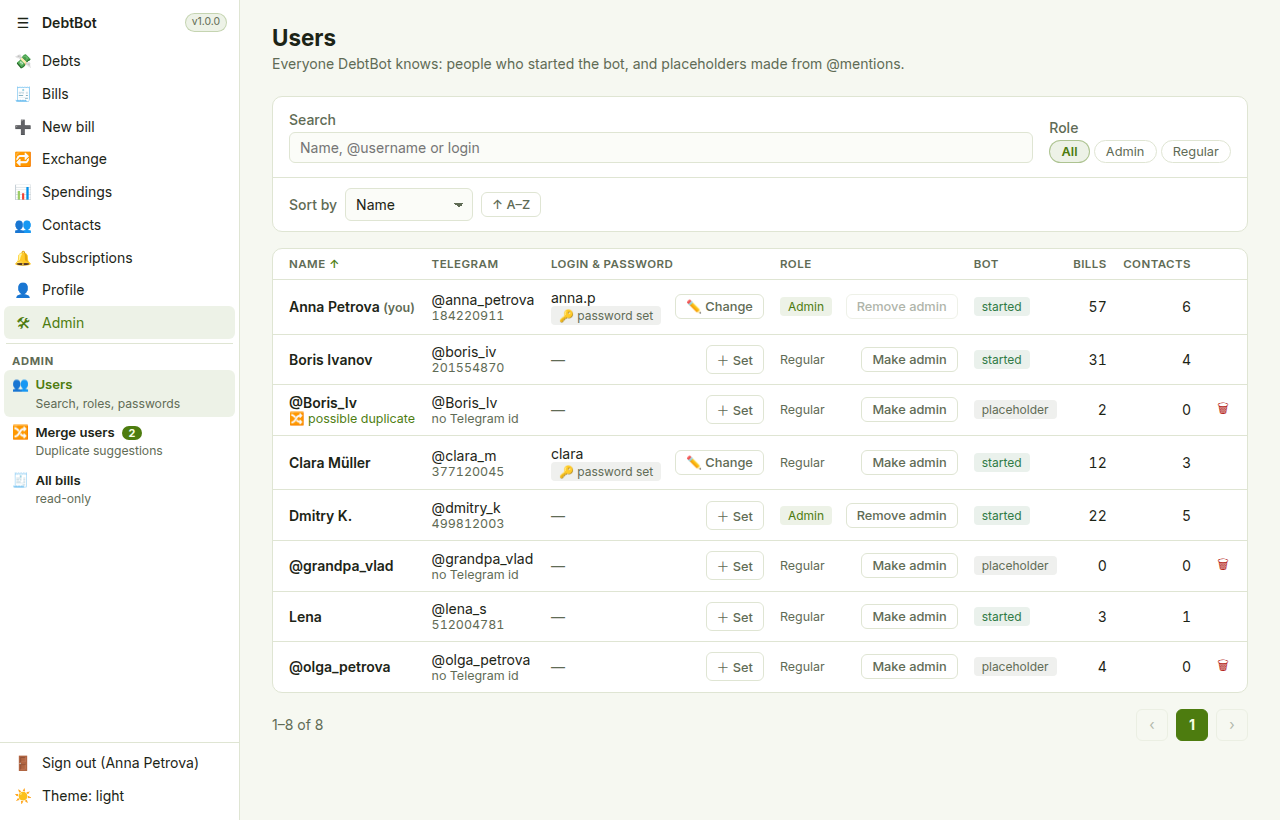 ☰ DebtBot v1.0.0
Debts
Bills
New bill
Exchange
Spendings
Contacts
Subscriptions
Profile
Admin
ADMIN
Users
Search, roles, passwords
Merge users 2
Duplicate suggestions
All bills
read-only
Sign out (Anna Petrova)
Theme: light
Users
Everyone DebtBot knows: people who started the bot, and placeholders made from @mentions.
Search
Name, @username or login
Role
All Admin Regular
Sort by Name ↑ A–Z
NAME ↑ TELEGRAM LOGIN & PASSWORD ROLE BOT BILLS CONTACTS
Anna Petrova (you) @anna_petrova 184220911 anna.p password set Change Admin Remove admin started 57 6
Boris Ivanov @boris_iv 201554870 — + Set Regular Make admin started 31 4
@Boris_Iv possible duplicate @Boris_Iv no Telegram id — + Set Regular Make admin placeholder 2 0
Clara Müller @clara_m 377120045 clara password set Change Regular Make admin started 12 3
Dmitry K. @dmitry_k 499812003 — + Set Admin Remove admin started 22 5
@grandpa_vlad @grandpa_vlad no Telegram id — + Set Regular Make admin placeholder 0 0
Lena @lena_s 512004781 — + Set Regular Make admin started 3 1
@olga_petrova @olga_petrova no Telegram id — + Set Regular Make admin placeholder 4 0
1–8 of 8 ‹ 1 ›